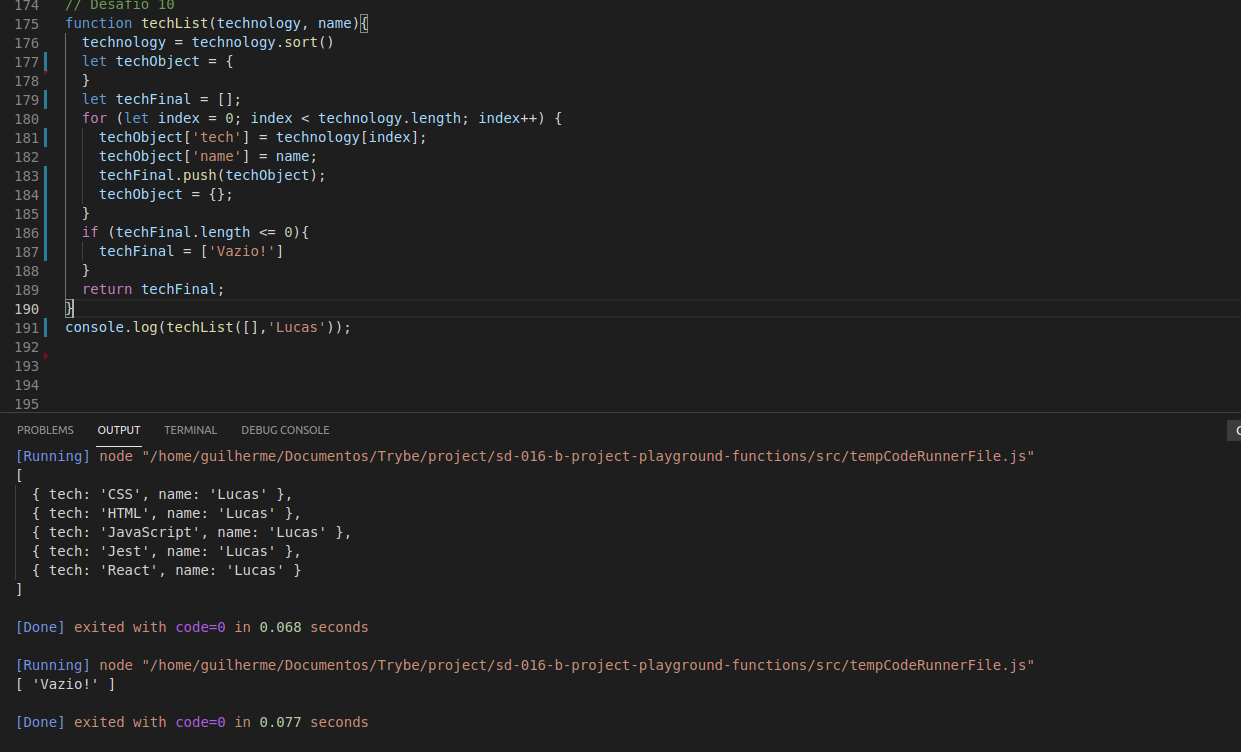 174 // Desafio 10
175 function techList(technology, name){
176   technology = technology.sort()
177   let techObject = {
178   }
179   let techFinal = [];
180   for (let index = 0; index < technology.length; index++) {
181     techObject['tech'] = technology[index];
182     techObject['name'] = name;
183     techFinal.push(techObject);
184     techObject = {};
185   }
186   if (techFinal.length <= 0){
187     techFinal = ['Vazio!']
188   }
189   return techFinal;
190 }
191 console.log(techList([],'Lucas'));
192
193
194
195
PROBLEMS OUTPUT TERMINAL DEBUG CONSOLE
[Running] node "/home/guilherme/Documentos/Trybe/project/sd-016-b-project-playground-functions/src/tempCodeRunnerFile.js"
[
  { tech: 'CSS', name: 'Lucas' },
  { tech: 'HTML', name: 'Lucas' },
  { tech: 'JavaScript', name: 'Lucas' },
  { tech: 'Jest', name: 'Lucas' },
  { tech: 'React', name: 'Lucas' }
]
[Done] exited with code=0 in 0.068 seconds
[Running] node "/home/guilherme/Documentos/Trybe/project/sd-016-b-project-playground-functions/src/tempCodeRunnerFile.js"
[ 'Vazio!' ]
[Done] exited with code=0 in 0.077 seconds